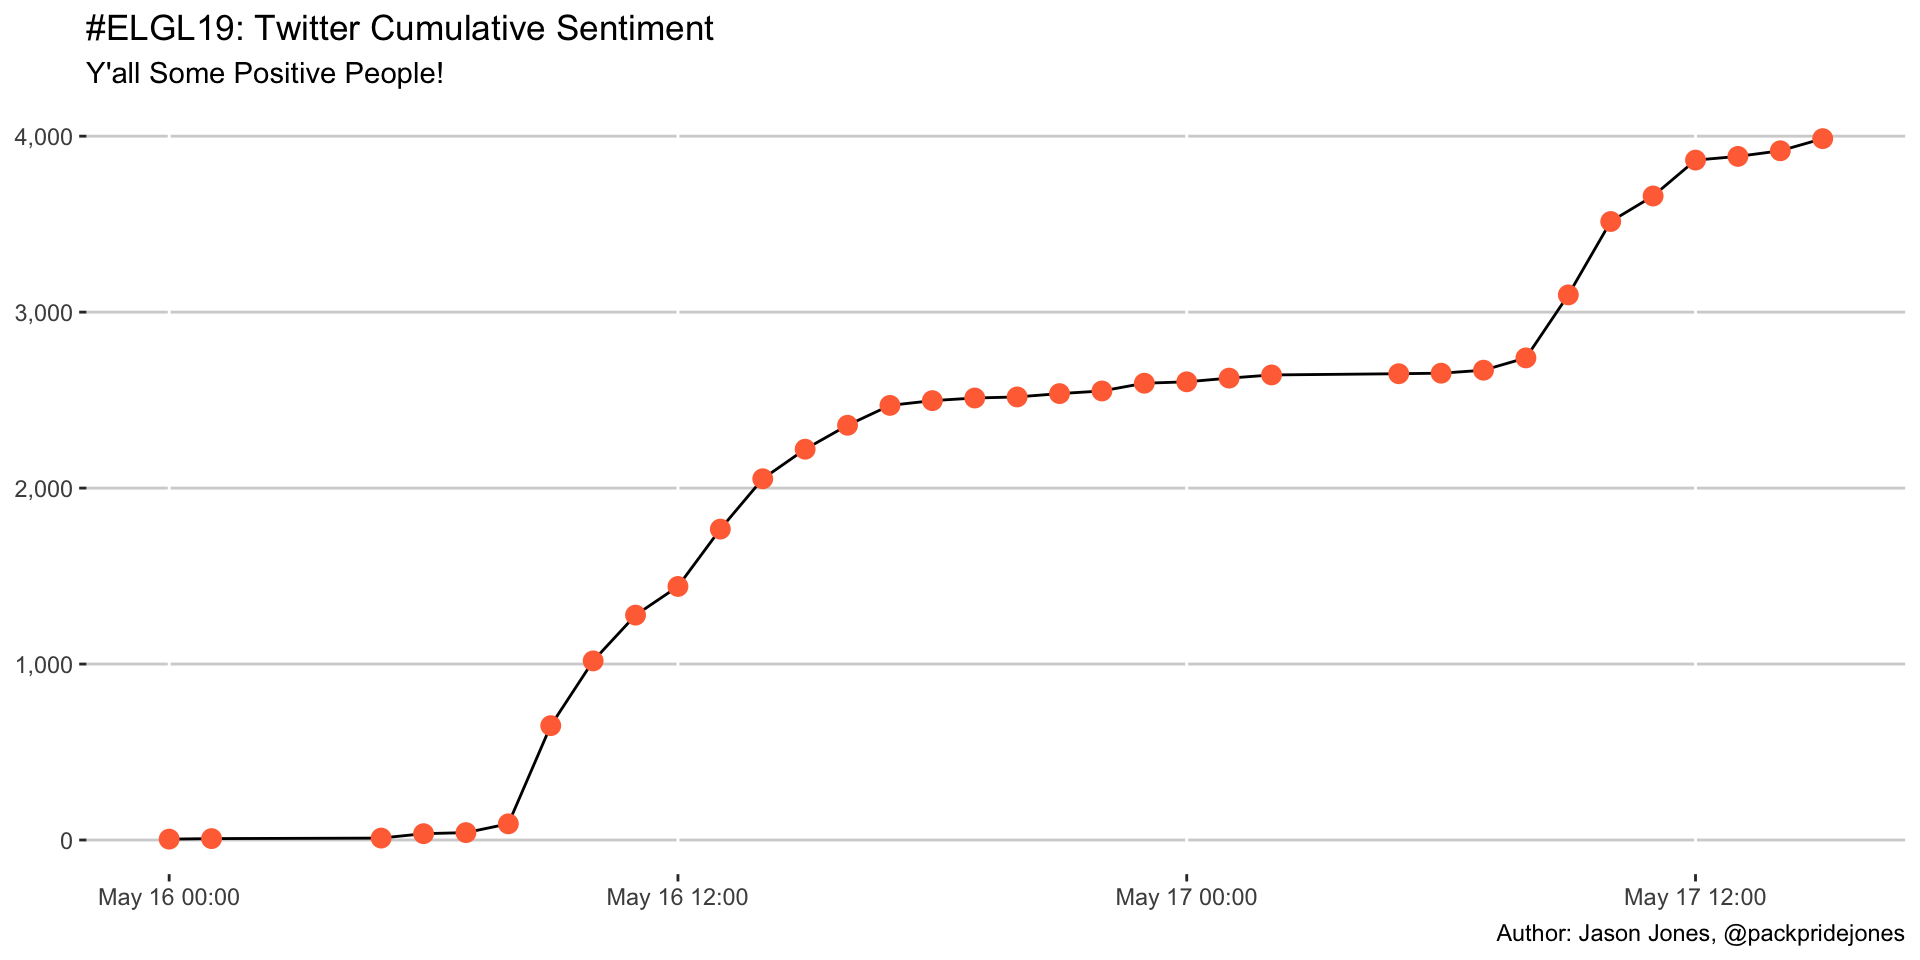 #ELGL19: Twitter Cumulative Sentiment
Y'all Some Positive People!
4,000
3,000
2,000
1,000
0
May 16 00:00
May 16 12:00
May 17 00:00
May 17 12:00
Author: Jason Jones, @packpridejones